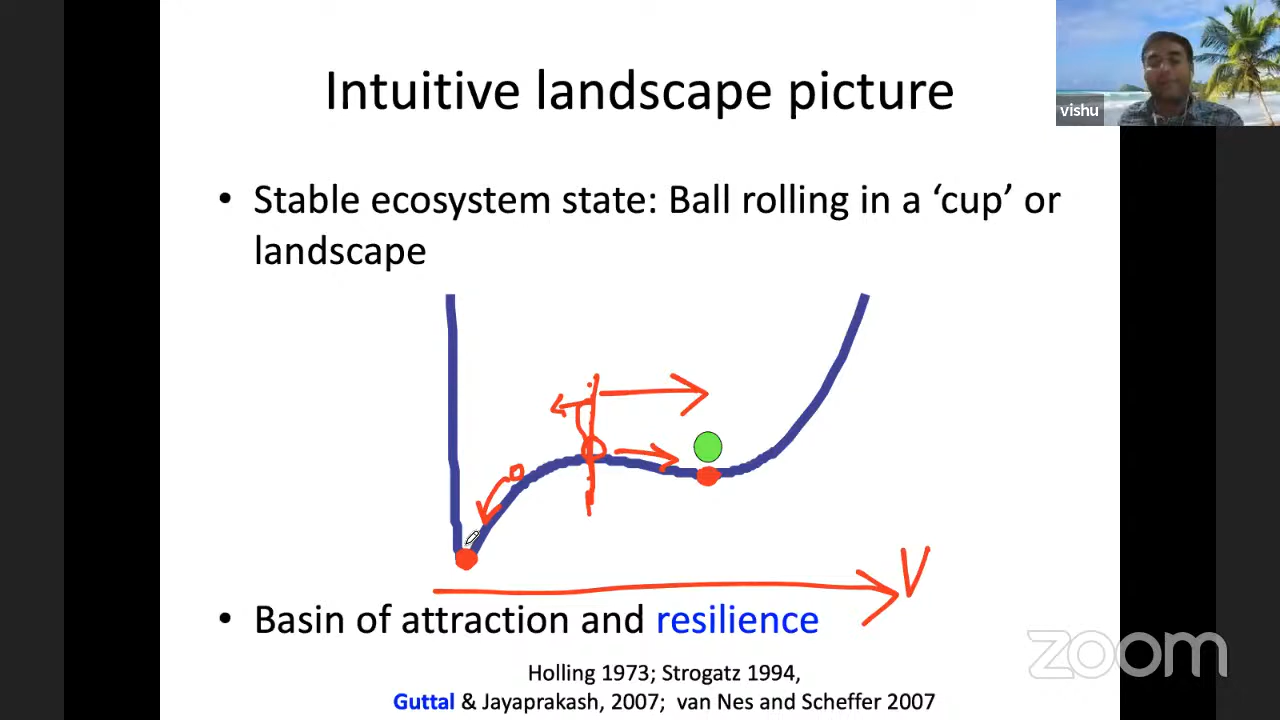 Intuitive landscape picture
vishu
• Stable ecosystem state: Ball rolling in a ‘cup’ or
landscape
V
• Basin of attraction and resilience
Holling 1973; Strogatz 1994,
Guttal & Jayaprakash, 2007; van Nes and Scheffer 2007
zoom